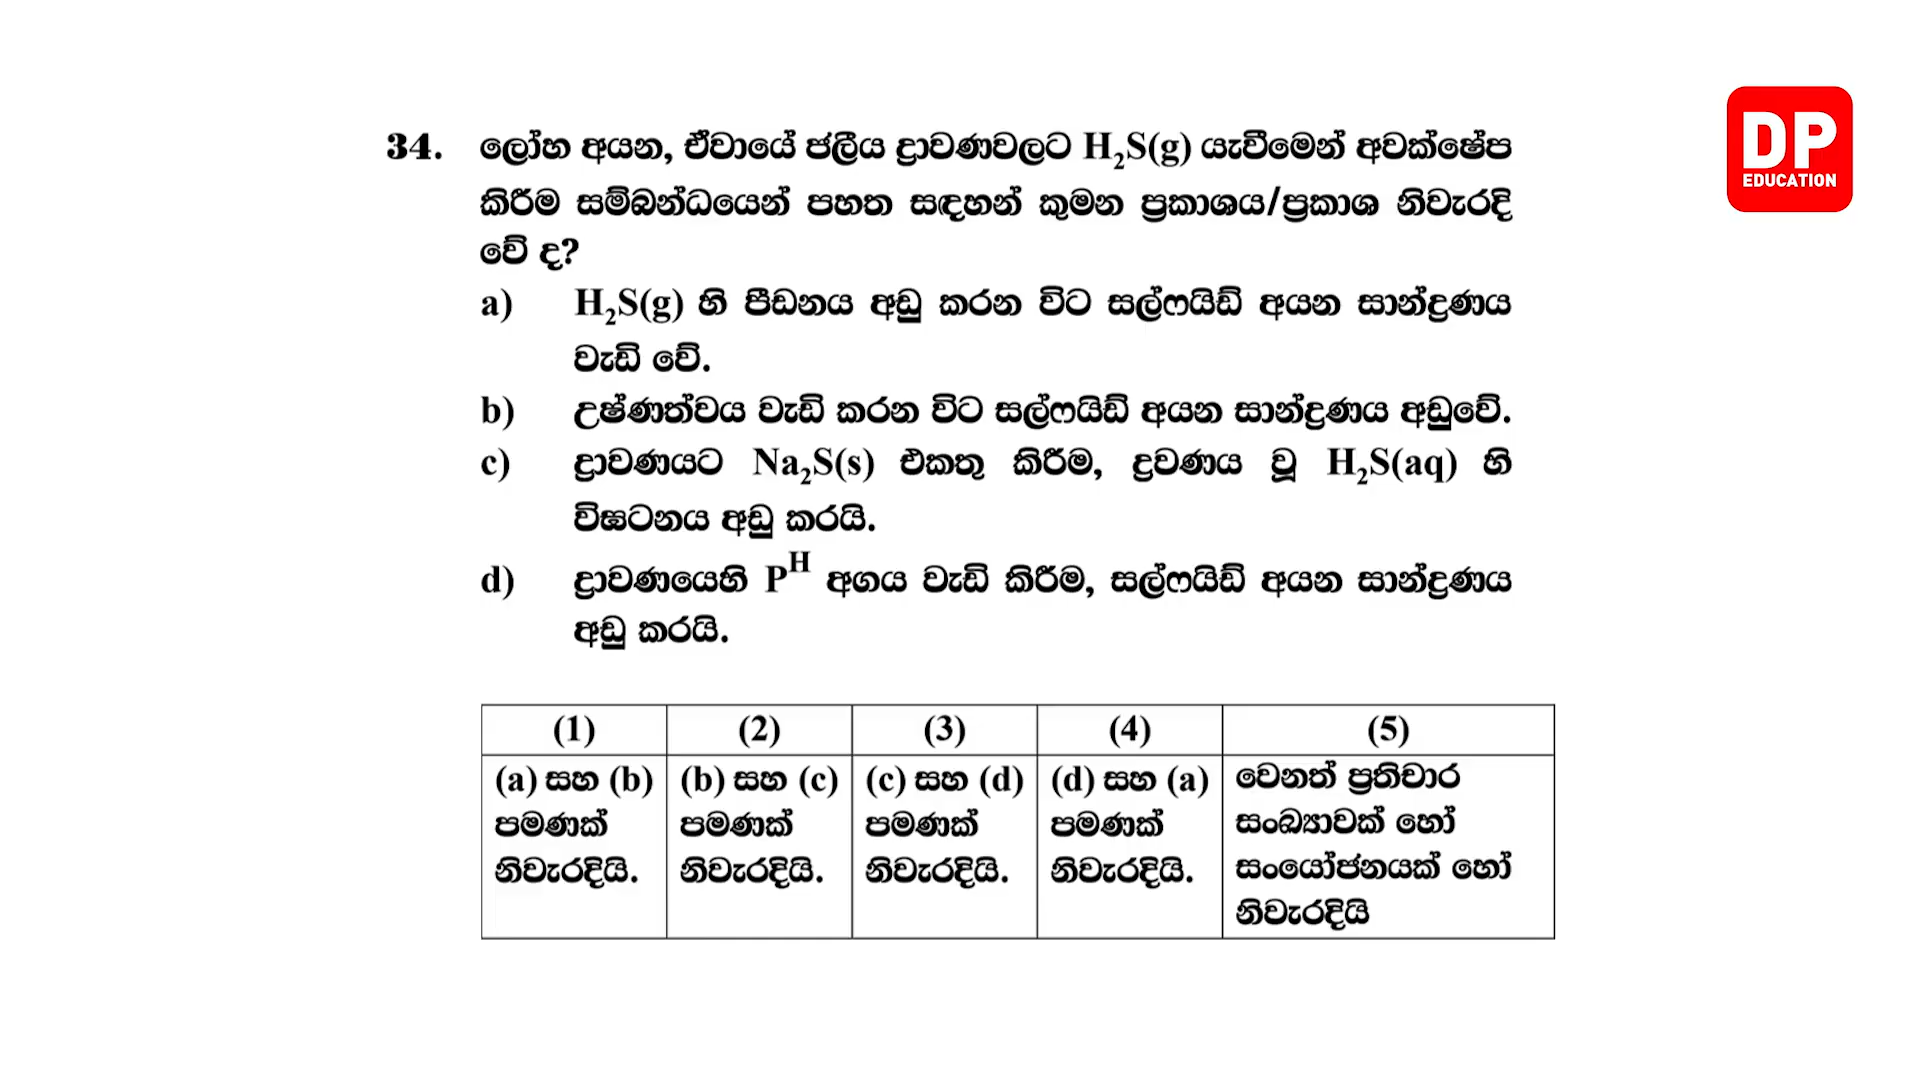 DP
EDUCATION
34. ලෝහ අයන, ඒවායේ ජලීය ද්‍රාවණවලට H₂S(g) යැවීමෙන් අවක්ෂේප
කිරීම සම්බන්ධයෙන් පහත සඳහන් කුමන ප්‍රකාශය/ප්‍රකාශ නිවැරදි
වේ ද?
a) H₂S(g) හි පීඩනය අඩු කරන විට සල්ෆයිඩ් අයන සාන්ද්‍රණය
වැඩි වේ.
b) උෂ්ණත්වය වැඩි කරන විට සල්ෆයිඩ් අයන සාන්ද්‍රණය අඩුවේ.
c) ද්‍රාවණයට Na₂S(s) එකතු කිරීම, ද්‍රවණය වූ H₂S(aq) හි
විඝටනය අඩු කරයි.
d) ද්‍රාවණයෙහි Pᴴ අගය වැඩි කිරීම, සල්ෆයිඩ් අයන සාන්ද්‍රණය
අඩු කරයි.
(1) (2) (3) (4) (5)
(a) සහ (b) (b) සහ (c) (c) සහ (d) (d) සහ (a) වෙනත් ප්‍රතිචාර
පමණක් පමණක් පමණක් පමණක් සංඛ්‍යාවක් හෝ
නිවැරදියි. නිවැරදියි. නිවැරදියි. නිවැරදියි. සංයෝජනයක් හෝ
නිවැරදියි